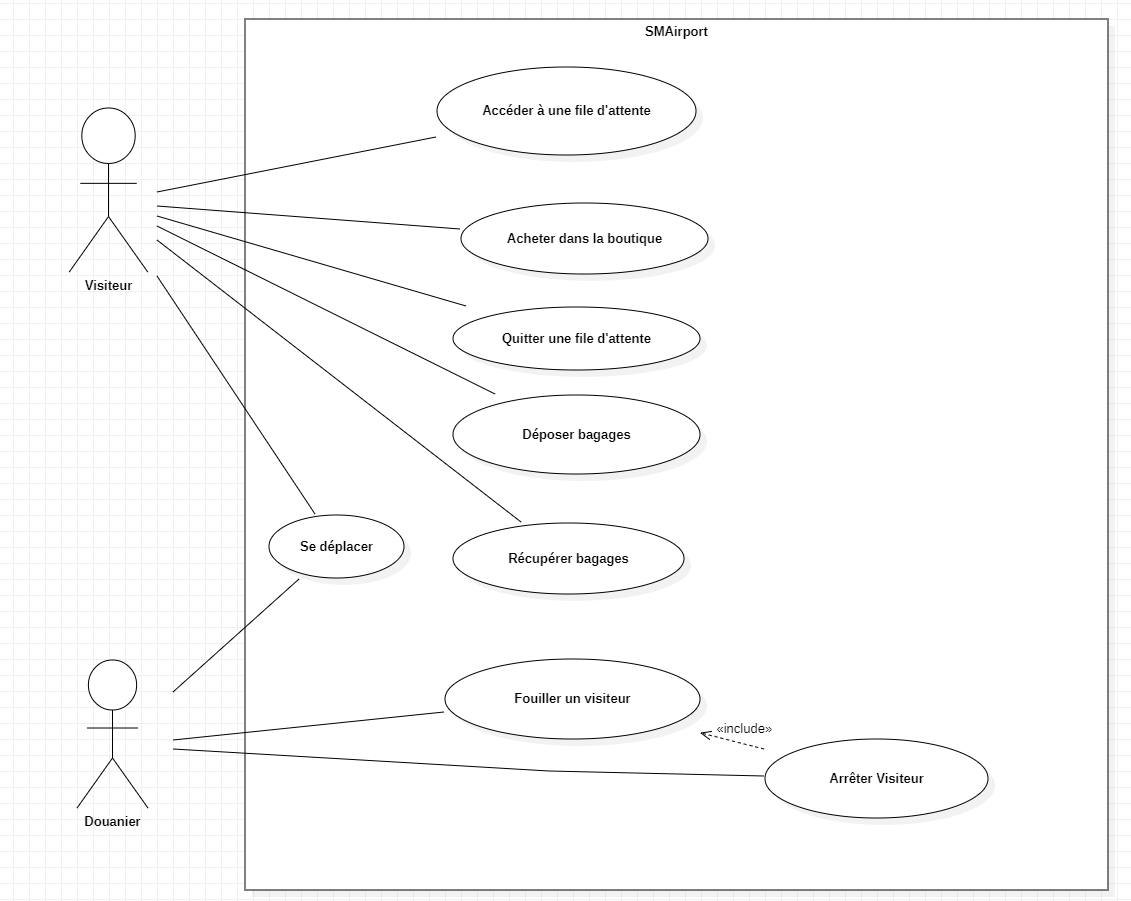 SMAirport
Accéder à une file d'attente
Acheter dans la boutique
Visiteur
Quitter une file d'attente
Déposer bagages
Se déplacer
Récupérer bagages
Fouiller un visiteur
«include»
Arrêter Visiteur
Douanier